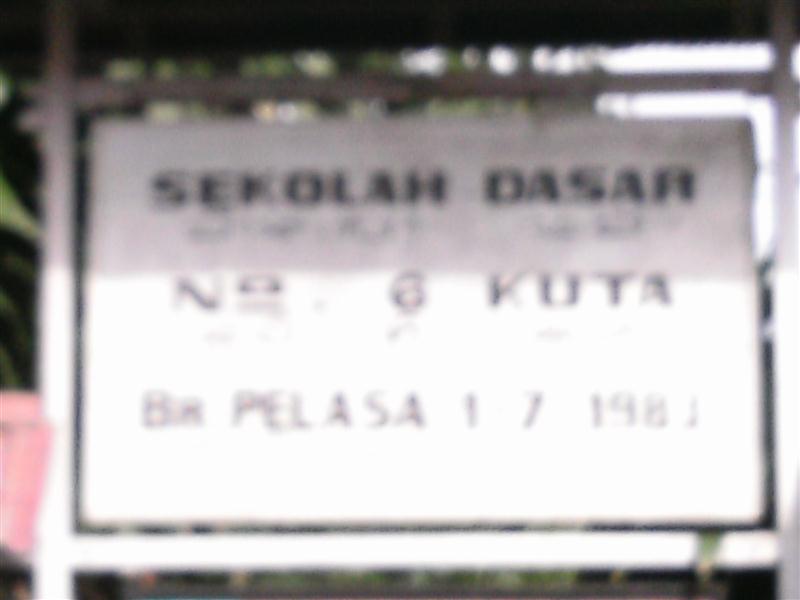 SEKOLAH DASAR
No. 6 KUTA
PELASA 1 7